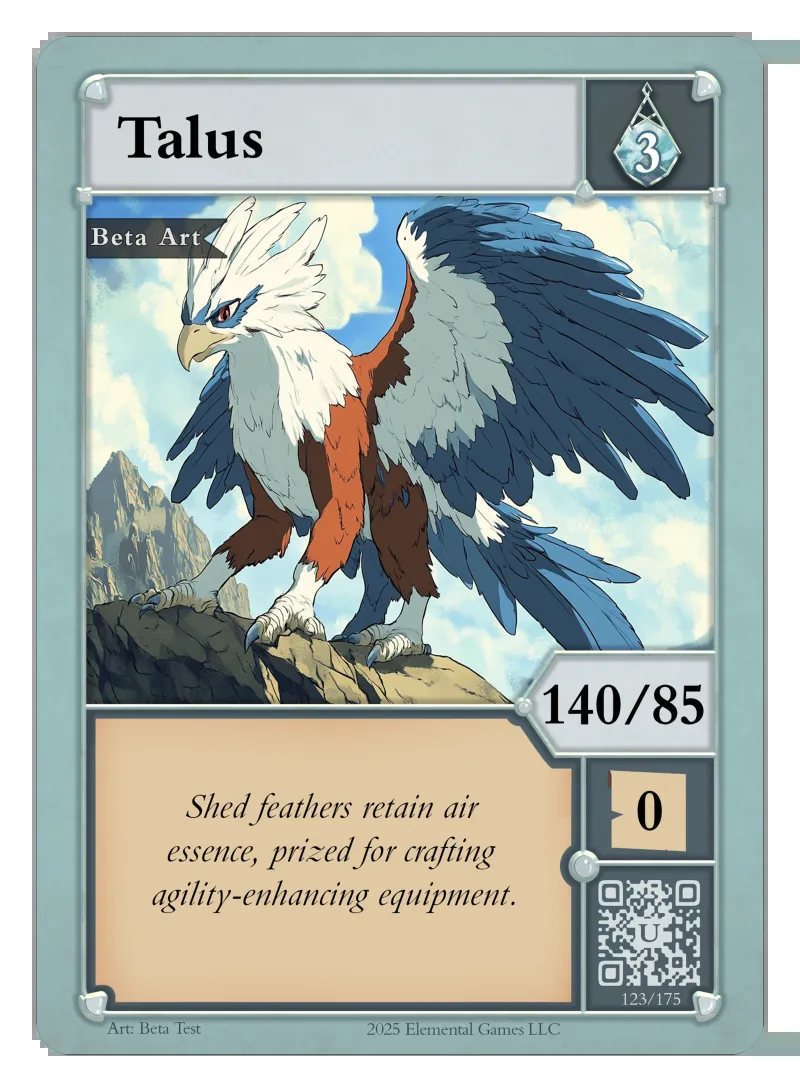 Talus
3
Beta Art
140/85
0
Shed feathers retain air
essence, prized for crafting
agility-enhancing equipment.
U
123/175
Art: Beta Test
2025 Elemental Games LLC